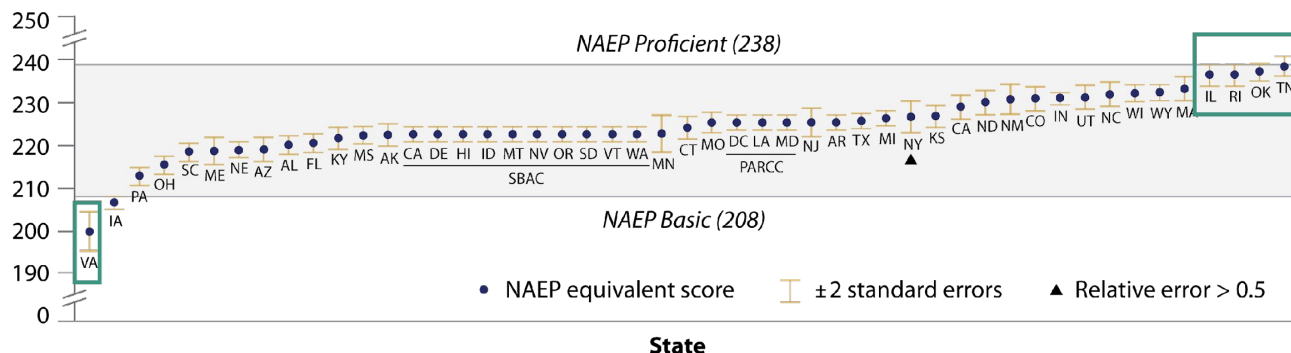 250
240
230
220
210
200
190
0
NAEP Proficient (238)
NAEP Basic (208)
VA
IA
PA
OH
SC
ME
NE
AZ
AL
FL
KY
MS
AK
CA DE HI ID MT NV OR SD VT WA
SBAC
MN
CT
MO
DC LA MD
PARCC
NJ
AR
TX
MI
NY
KS
CA
ND
NM
CO
IN
UT
NC
WI
WY
MA
IL
RI
OK
TN
NAEP equivalent score
±2 standard errors
Relative error > 0.5
State